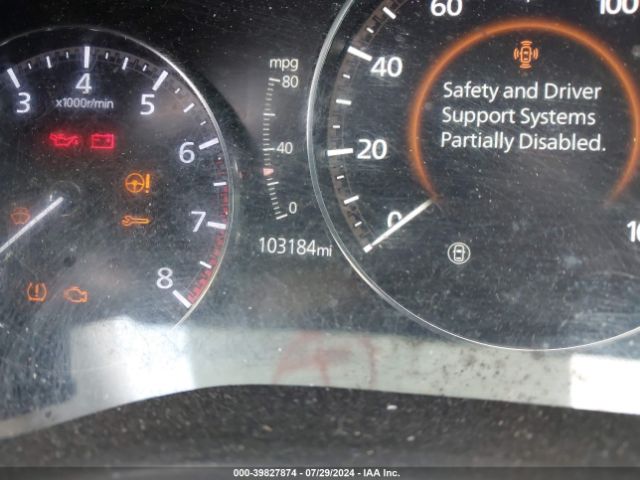 3
4
5
6
7
8
x1000r/min
mpg
80
40
0
103184mi
0
20
40
60
100
Safety and Driver
Support Systems
Partially Disabled.
000-39827874 / 07/29/2024 - IAA Inc.